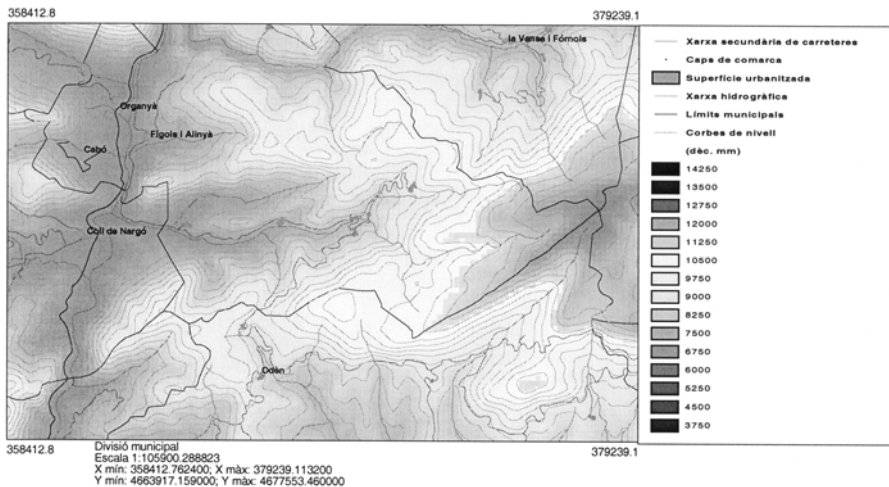 358412.8
379239.1
la Vansa i Fórnols
Organyà
Fígols i Alinyà
Cabó
Coll de Nargó
Odèn
Xarxa secundària de carreteres
Caps de comarca
Superfície urbanitzada
Xarxa hidrogràfica
Límits municipals
Corbes de nivell
(dèc. mm)
14250
13500
12750
12000
11250
10500
9750
9000
8250
7500
6750
6000
5250
4500
3750
358412.8
379239.1
Divisió municipal
Escala 1:105900.288823
X mín: 358412.762400; X màx: 379239.113200
Y mín: 4663917.159000; Y màx: 4677553.460000